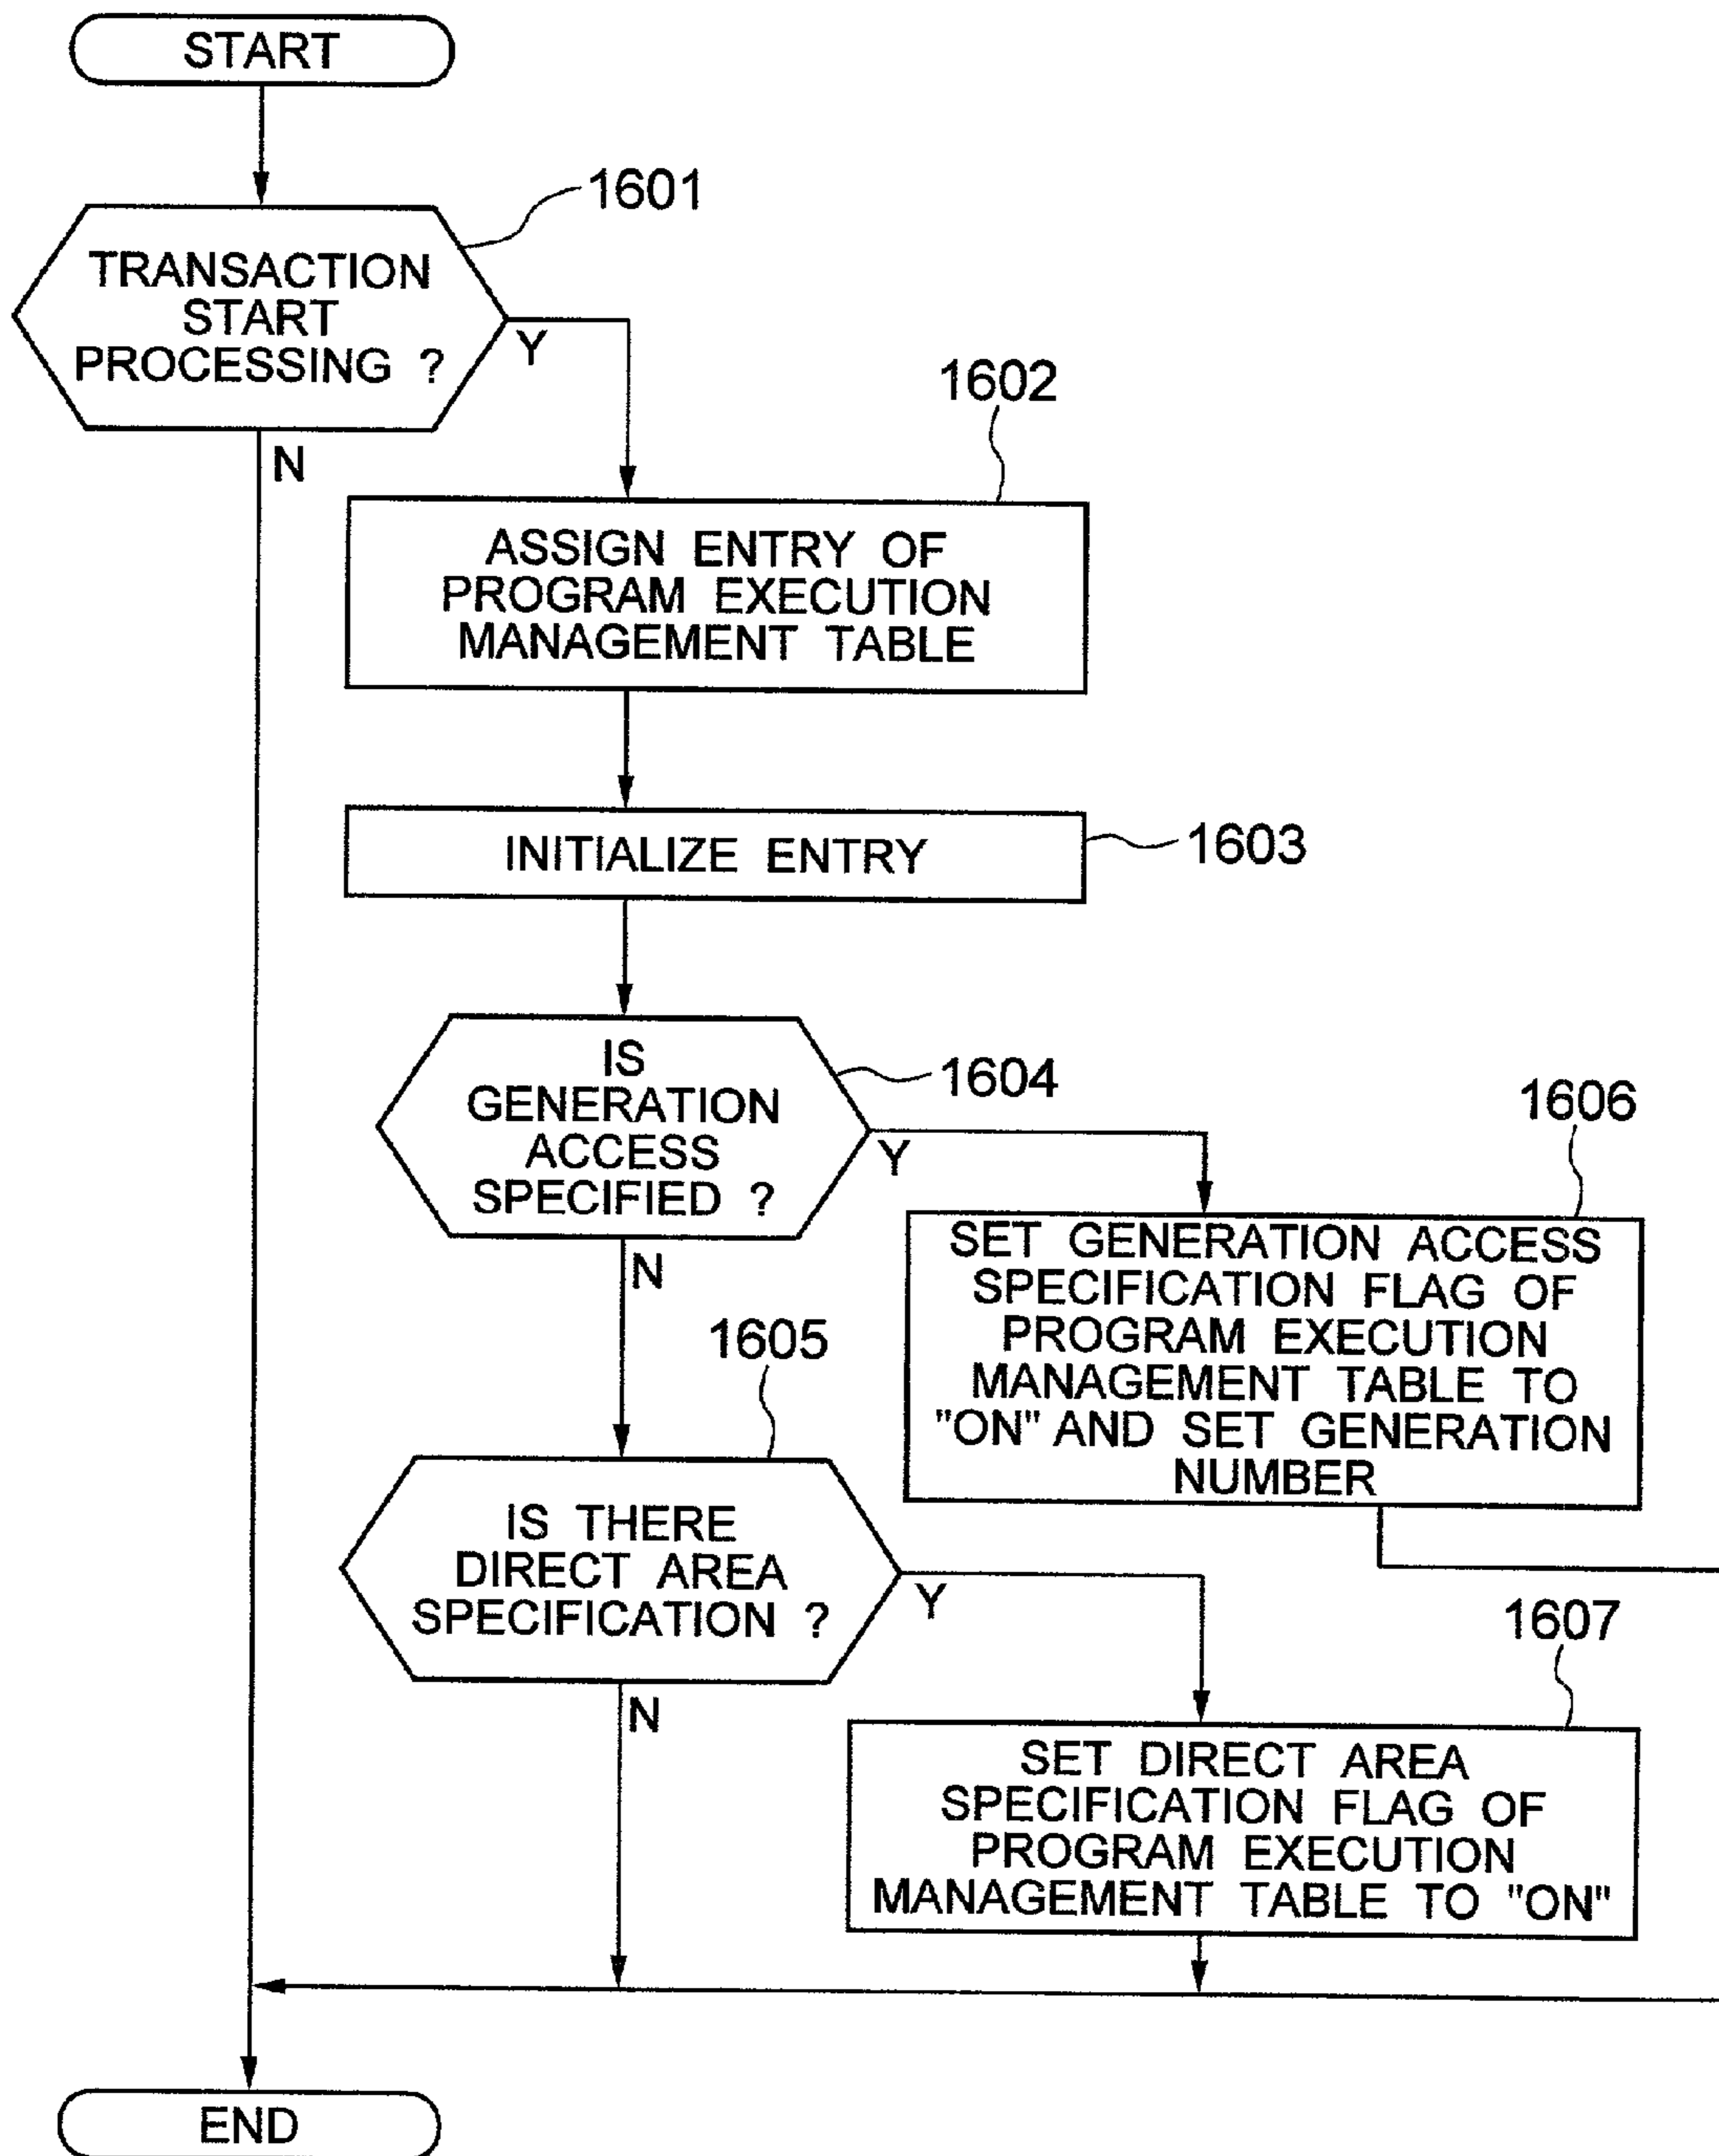 START
1601
TRANSACTION
START
PROCESSING ?
Y
N
1602
ASSIGN ENTRY OF
PROGRAM EXECUTION
MANAGEMENT TABLE
INITIALIZE ENTRY
1603
IS
GENERATION
ACCESS
SPECIFIED ?
1604
Y
N
1606
SET GENERATION ACCESS
SPECIFICATION FLAG OF
PROGRAM EXECUTION
MANAGEMENT TABLE TO
"ON" AND SET GENERATION
NUMBER
1605
IS THERE
DIRECT AREA
SPECIFICATION ?
Y
N
1607
SET DIRECT AREA
SPECIFICATION FLAG OF
PROGRAM EXECUTION
MANAGEMENT TABLE TO "ON"
END